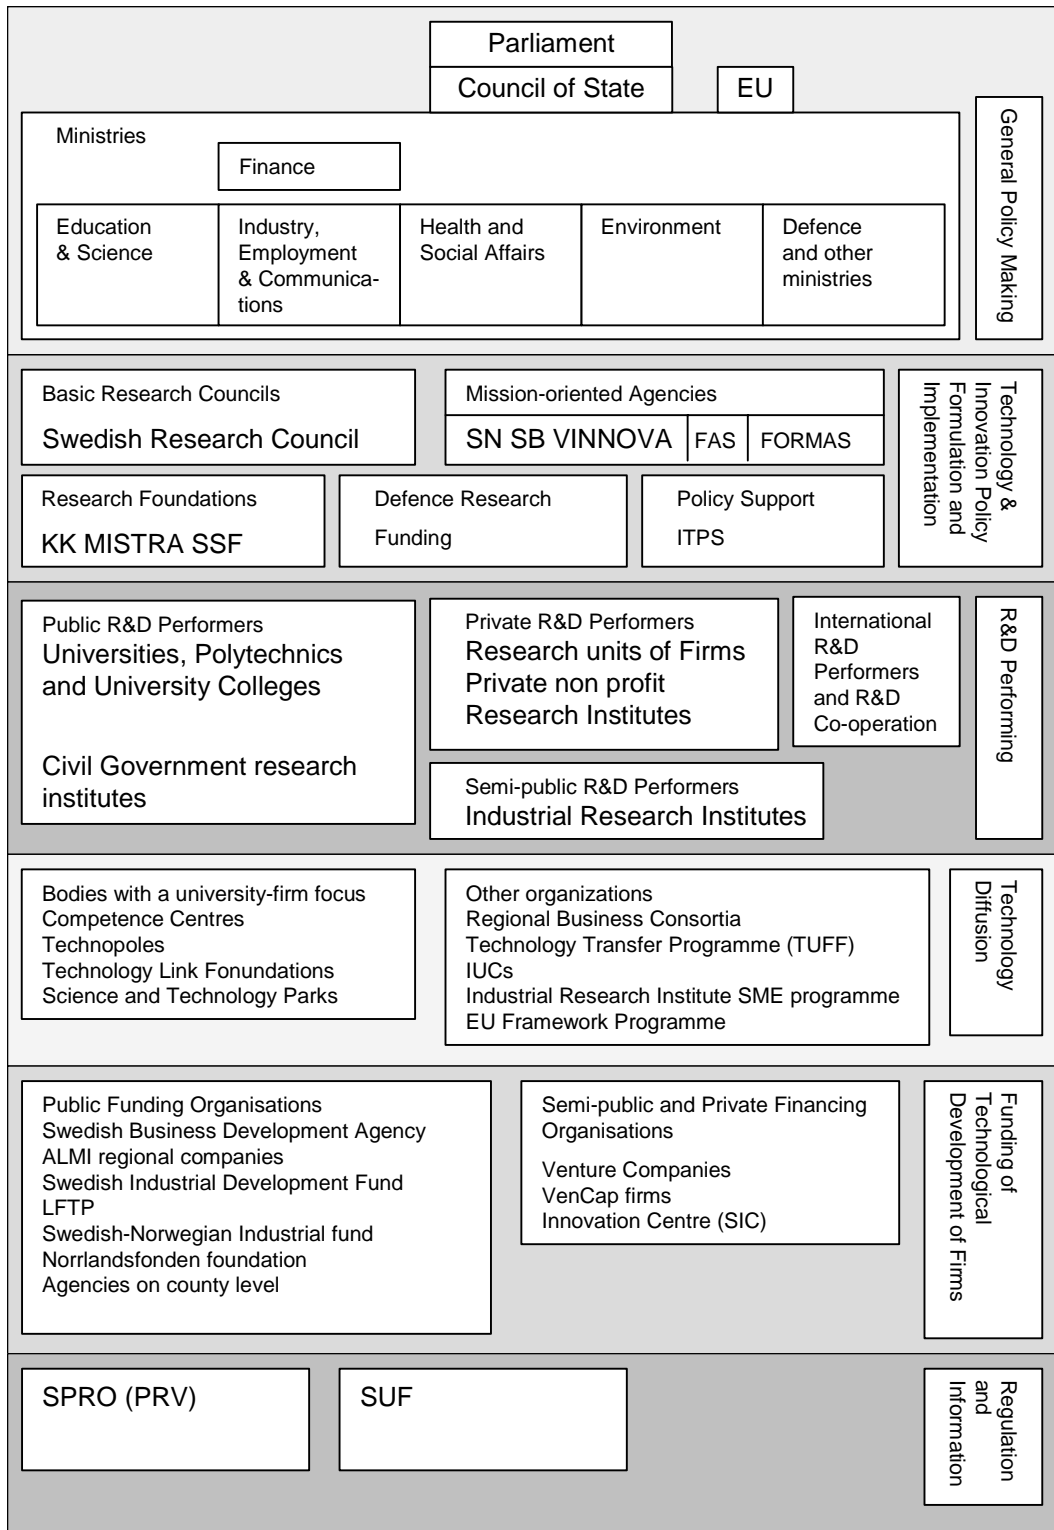 Parliament
Council of State
EU
General Policy Making
Ministries
Finance
Education
& Science
Industry,
Employment
& Communica-
tions
Health and
Social Affairs
Environment
Defence
and other
ministries
Basic Research Councils
Swedish Research Council
Mission-oriented Agencies
SN SB VINNOVA
FAS
FORMAS
Technology &
Innovation Policy
Formulation and
Implementation
Research Foundations
KK MISTRA SSF
Defence Research
Funding
Policy Support
ITPS
Public R&D Performers
Universities, Polytechnics
and University Colleges
Civil Government research
institutes
Private R&D Performers
Research units of Firms
Private non profit
Research Institutes
International
R&D
Performers
and R&D
Co-operation
R&D Performing
Semi-public R&D Performers
Industrial Research Institutes
Bodies with a university-firm focus
Competence Centres
Technopoles
Technology Link Fonundations
Science and Technology Parks
Other organizations
Regional Business Consortia
Technology Transfer Programme (TUFF)
IUCs
Industrial Research Institute SME programme
EU Framework Programme
Technology
Diffusion
Public Funding Organisations
Swedish Business Development Agency
ALMI regional companies
Swedish Industrial Development Fund
LFTP
Swedish-Norwegian Industrial fund
Norrlandsfonden foundation
Agencies on county level
Semi-public and Private Financing
Organisations
Venture Companies
VenCap firms
Innovation Centre (SIC)
Funding of
Technological
Development of Firms
SPRO (PRV)
SUF
Regulation
and
Information